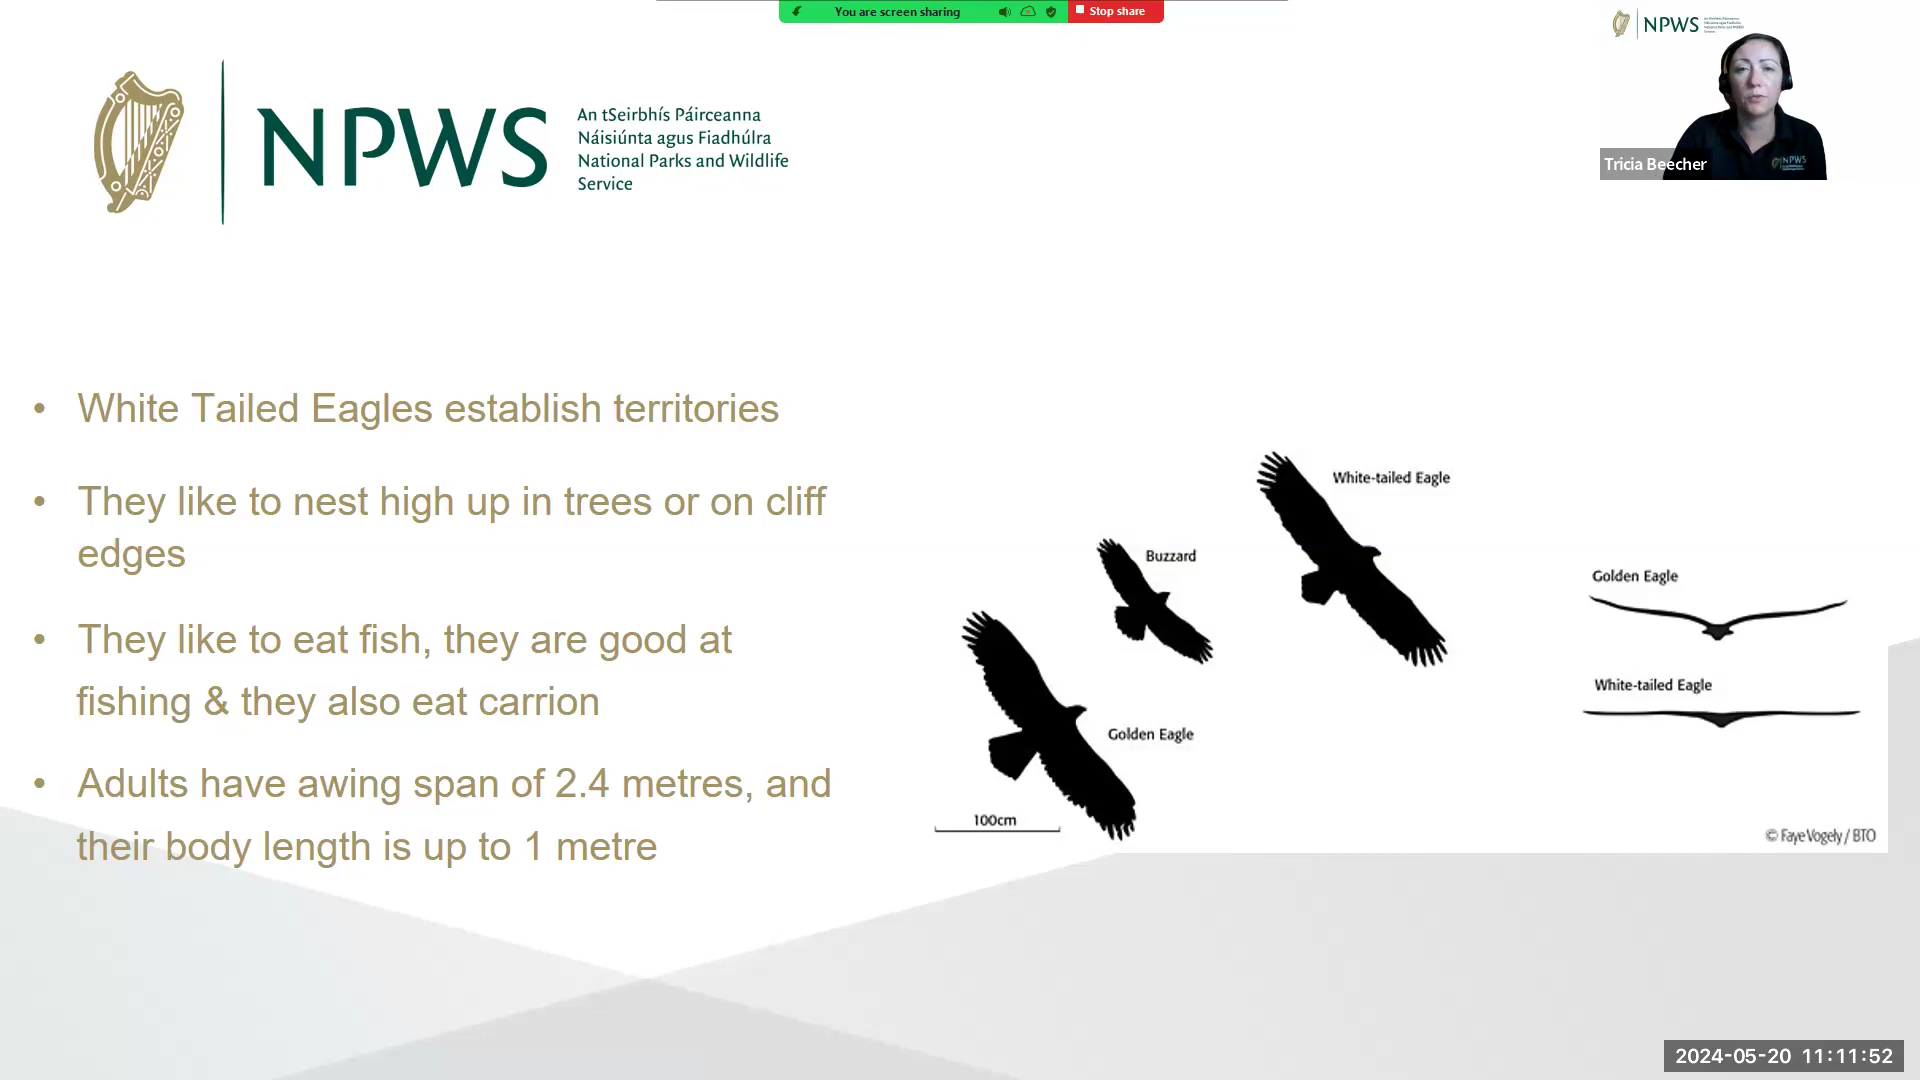 You are screen sharing
Stop share
NPWS
Tricia Beecher
NPWS
NPWS
An tSeirbhís Páirceanna
Náisiúnta agus Fiadhúlra
National Parks and Wildlife
Service
• White Tailed Eagles establish territories
• They like to nest high up in trees or on cliff
edges
• They like to eat fish, they are good at
fishing & they also eat carrion
• Adults have awing span of 2.4 metres, and
their body length is up to 1 metre
White-tailed Eagle
Buzzard
Golden Eagle
100cm
Golden Eagle
White-tailed Eagle
© Faye Vogely / BTO
2024-05-20 11:11:52